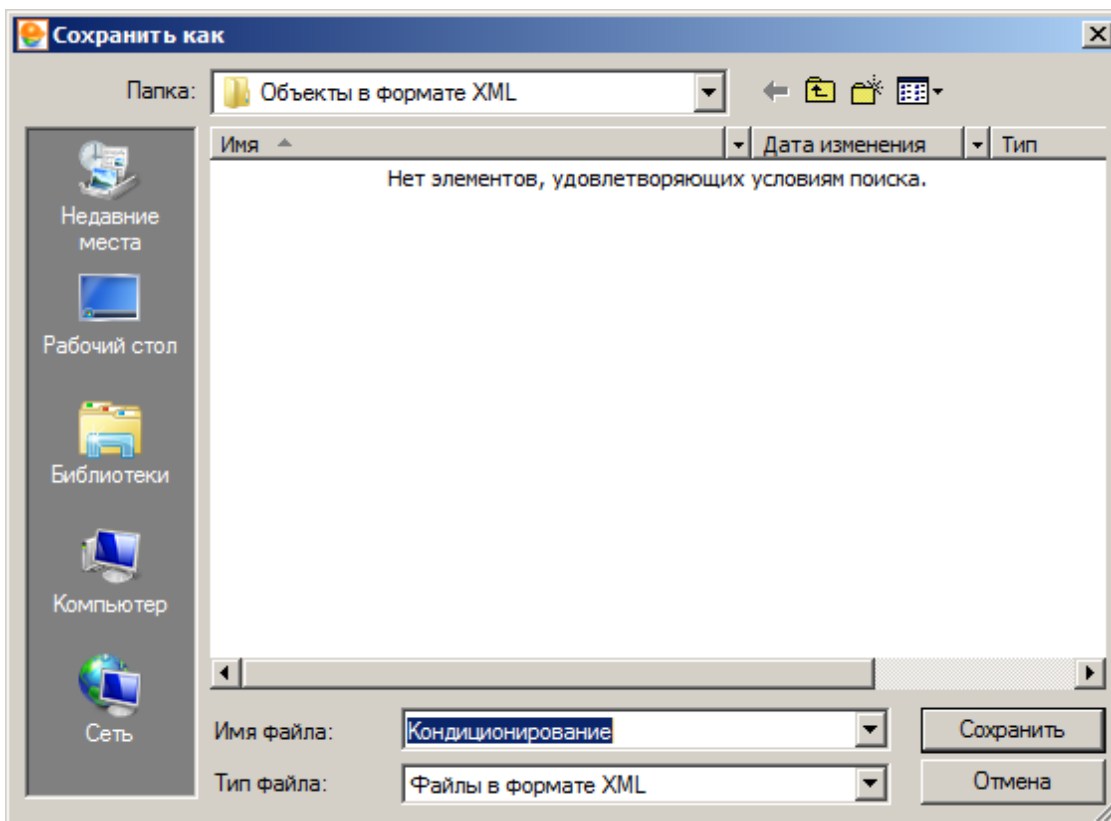 Сохранить как
Папка: Объекты в формате XML
Имя Дата изменения Тип
Нет элементов, удовлетворяющих условиям поиска.
Недавние
места
Рабочий стол
Библиотеки
Компьютер
Сеть
Имя файла: Кондиционирование Сохранить
Тип файла: Файлы в формате XML Отмена